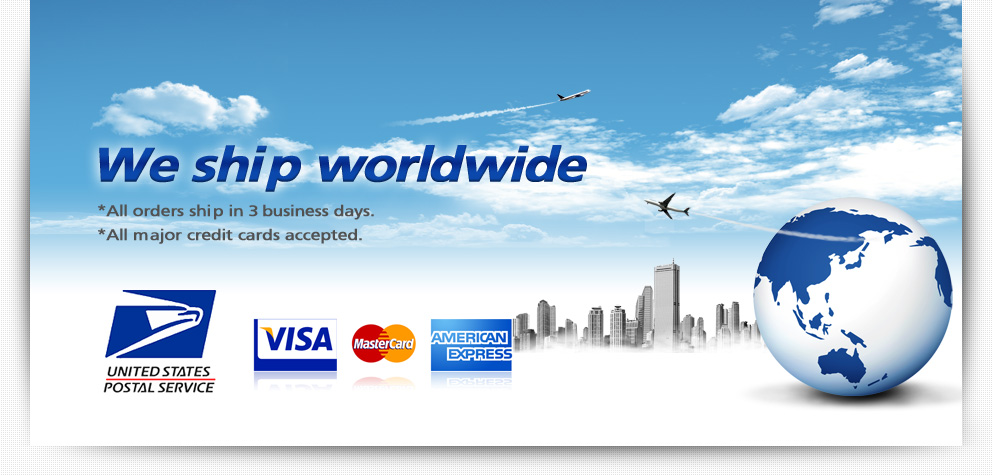 We ship worldwide
*All orders ship in 3 business days.
*All major credit cards accepted.
UNITED STATES
POSTAL SERVICE
VISA
MasterCard
AMERICAN
EXPRESS